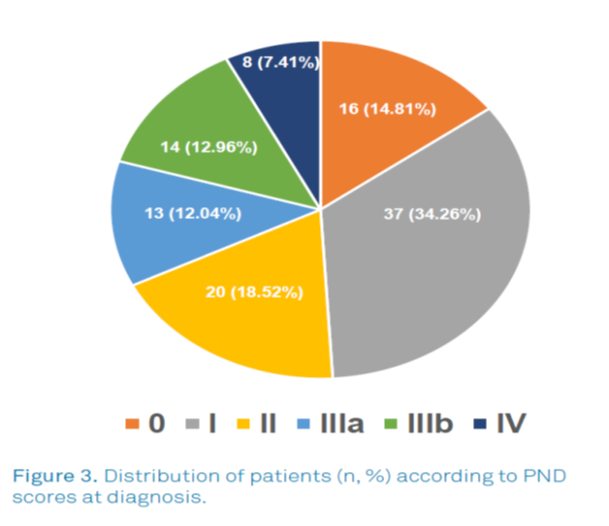 8 (7.41%)
16 (14.81%)
14 (12.96%)
37 (34.26%)
13 (12.04%)
20 (18.52%)
0 I II IIIa IIIb IV
Figure 3. Distribution of patients (n, %) according to PND
scores at diagnosis.